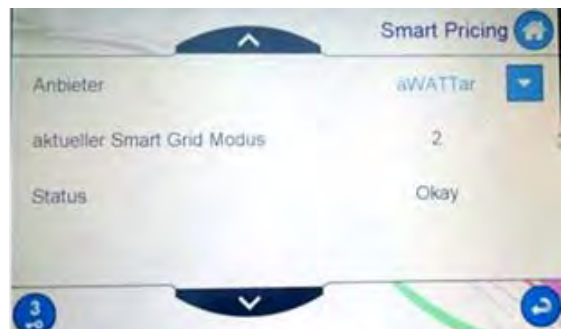 Smart Pricing
Anbieter aWATTar
aktueller Smart Grid Modus 2
Status Okay
3